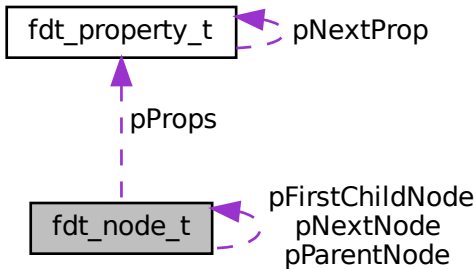 fdt_property_t
pNextProp
pProps
fdt_node_t
pFirstChildNode
pNextNode
pParentNode